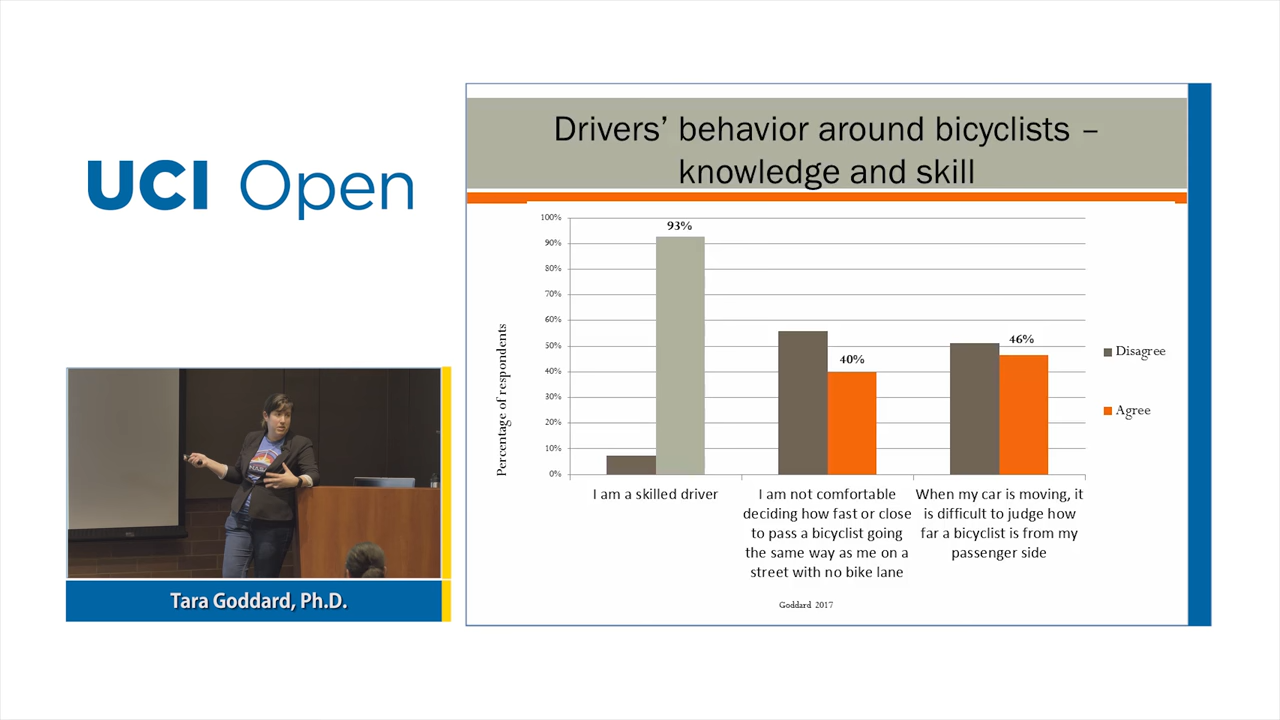 UCI Open
Tara Goddard, Ph.D.
Drivers’ behavior around bicyclists –
knowledge and skill
Percentage of respondents
100%
90%
80%
70%
60%
50%
40%
30%
20%
10%
0%
93%
40%
46%
I am a skilled driver
I am not comfortable
deciding how fast or close
to pass a bicyclist going
the same way as me on a
street with no bike lane
When my car is moving, it
is difficult to judge how
far a bicyclist is from my
passenger side
Disagree
Agree
Goddard 2017